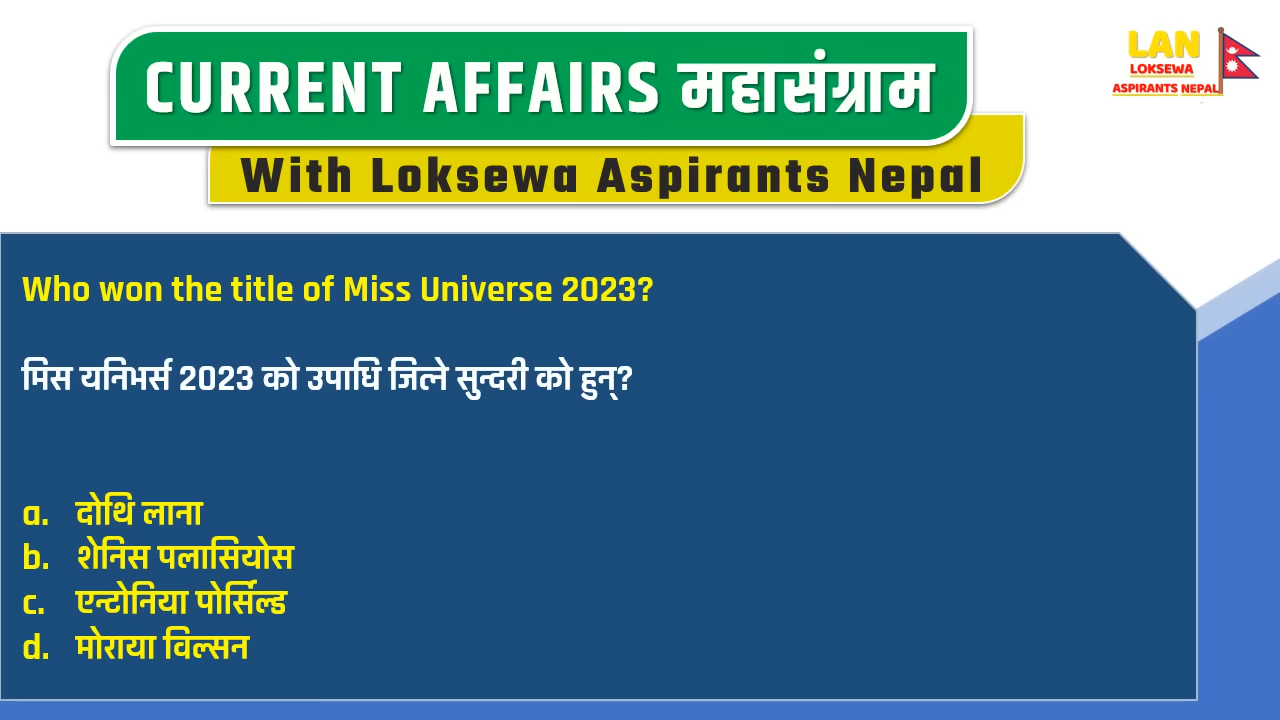 CURRENT AFFAIRS महासंग्राम
With Loksewa Aspirants Nepal
LAN
LOKSEWA
ASPIRANTS NEPAL
Who won the title of Miss Universe 2023?
मिस यनिभर्स 2023 को उपाधि जित्ने सुन्दरी को हुन्?
a. दोथि लाना
b. शेनिस पलासियोस
c. एन्टोनिया पोर्सिल्ड
d. मोराया विल्सन